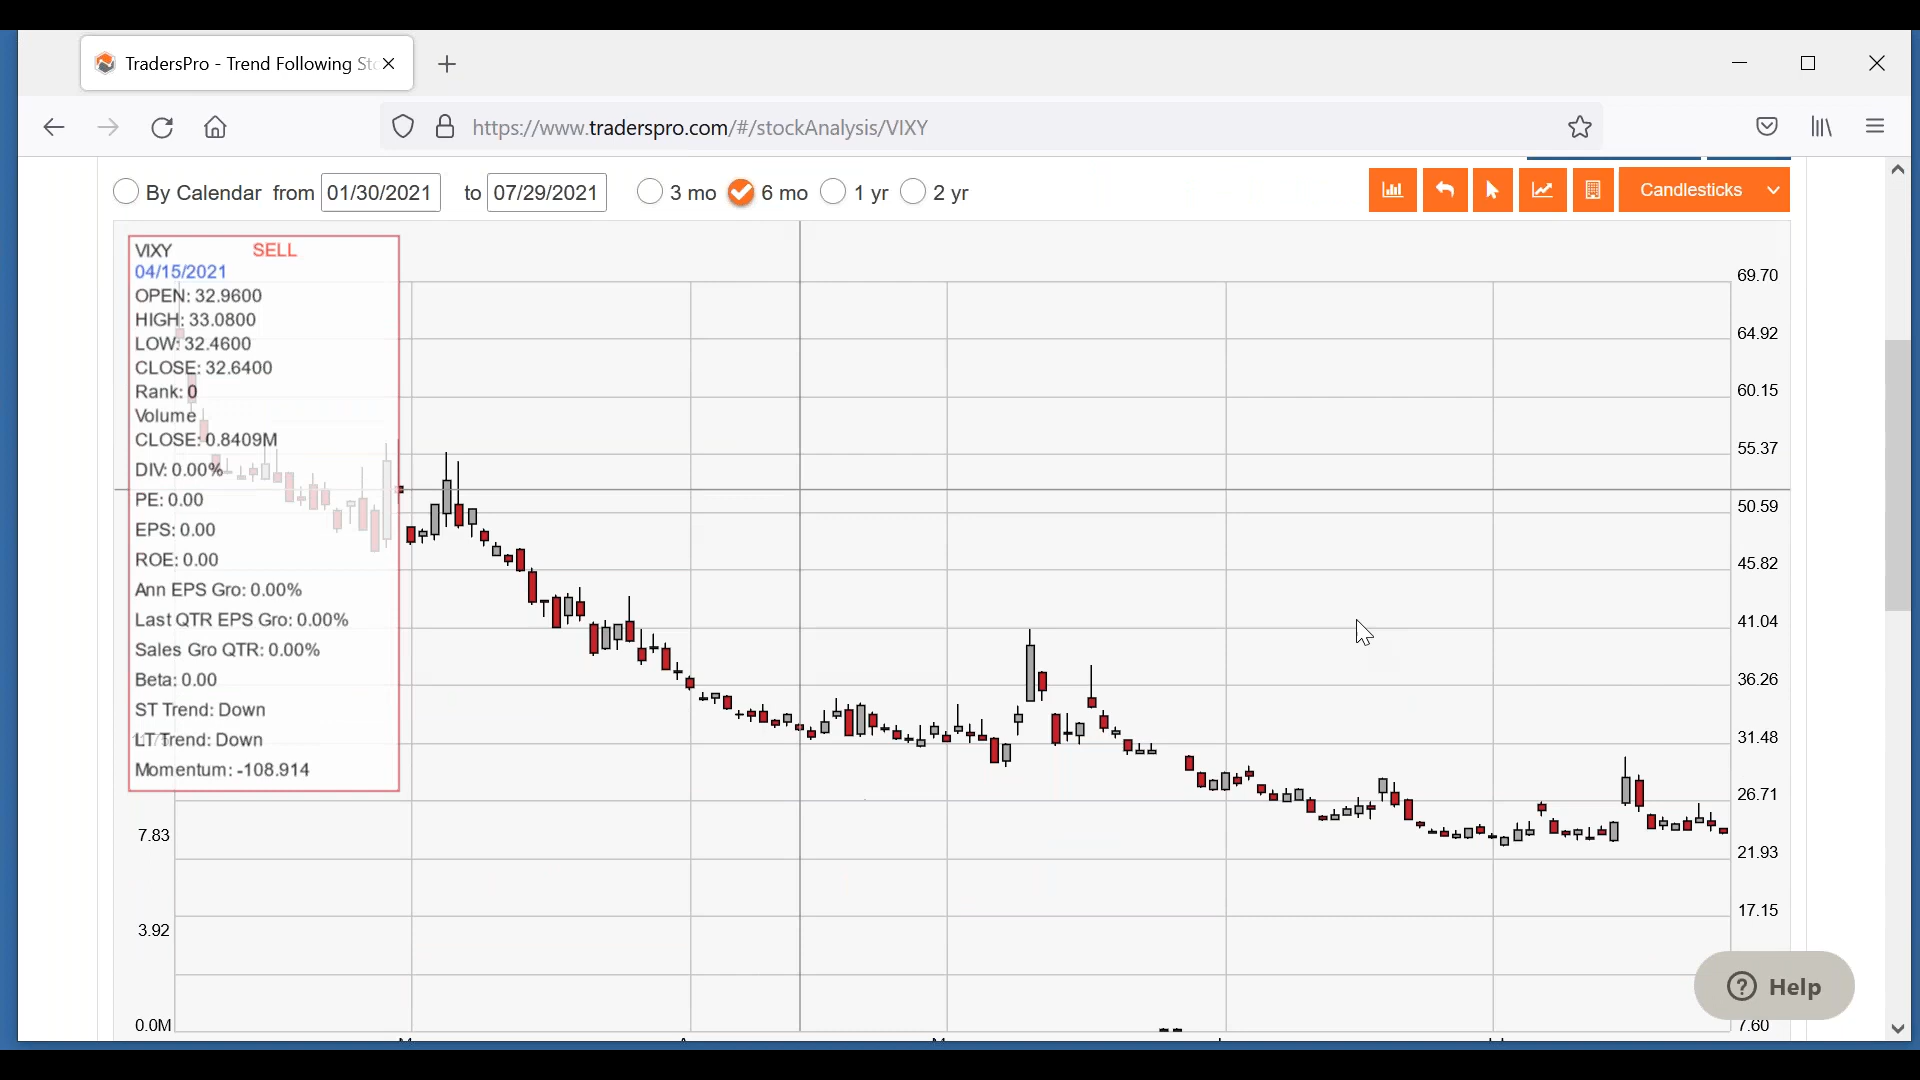 TradersPro - Trend Following Sto
https://www.traderspro.com/#/stockAnalysis/VIXY
By Calendar from 01/30/2021 to 07/29/2021 3 mo 6 mo 1 yr 2 yr
Candlesticks
VIXY SELL
04/15/2021
OPEN: 32.9600
HIGH: 33.0800
LOW: 32.4600
CLOSE: 32.6400
Rank: 0
Volume
CLOSE: 0.8409M
DIV: 0.00%
PE: 0.00
EPS: 0.00
ROE: 0.00
Ann EPS Gro: 0.00%
Last QTR EPS Gro: 0.00%
Sales Gro QTR: 0.00%
Beta: 0.00
ST Trend: Down
LT Trend: Down
Momentum: -108.914
7.83
3.92
0.0M
69.70
64.92
60.15
55.37
50.59
45.82
41.04
36.26
31.48
26.71
21.93
17.15
7.60
Help